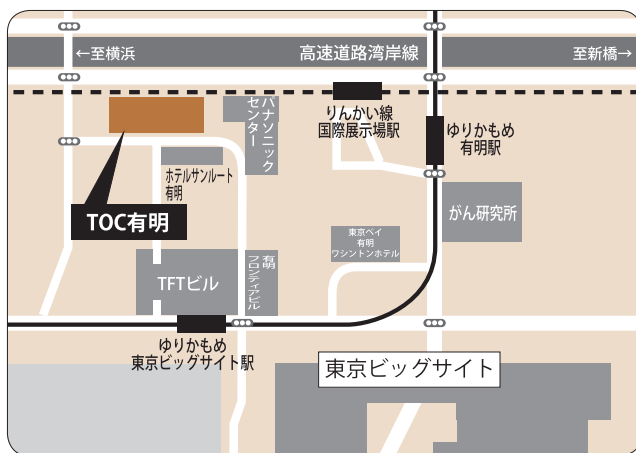 ←至横浜
高速道路湾岸線
至新橋→
パナソニック
センター
りんかい線
国際展示場駅
ゆりかもめ
有明駅
ホテルサンルート
有明
TOC有明
がん研究所
東京ベイ
有明
ワシントンホテル
TFTビル
有明
フロンティアビル
ゆりかもめ
東京ビッグサイト駅
東京ビッグサイト